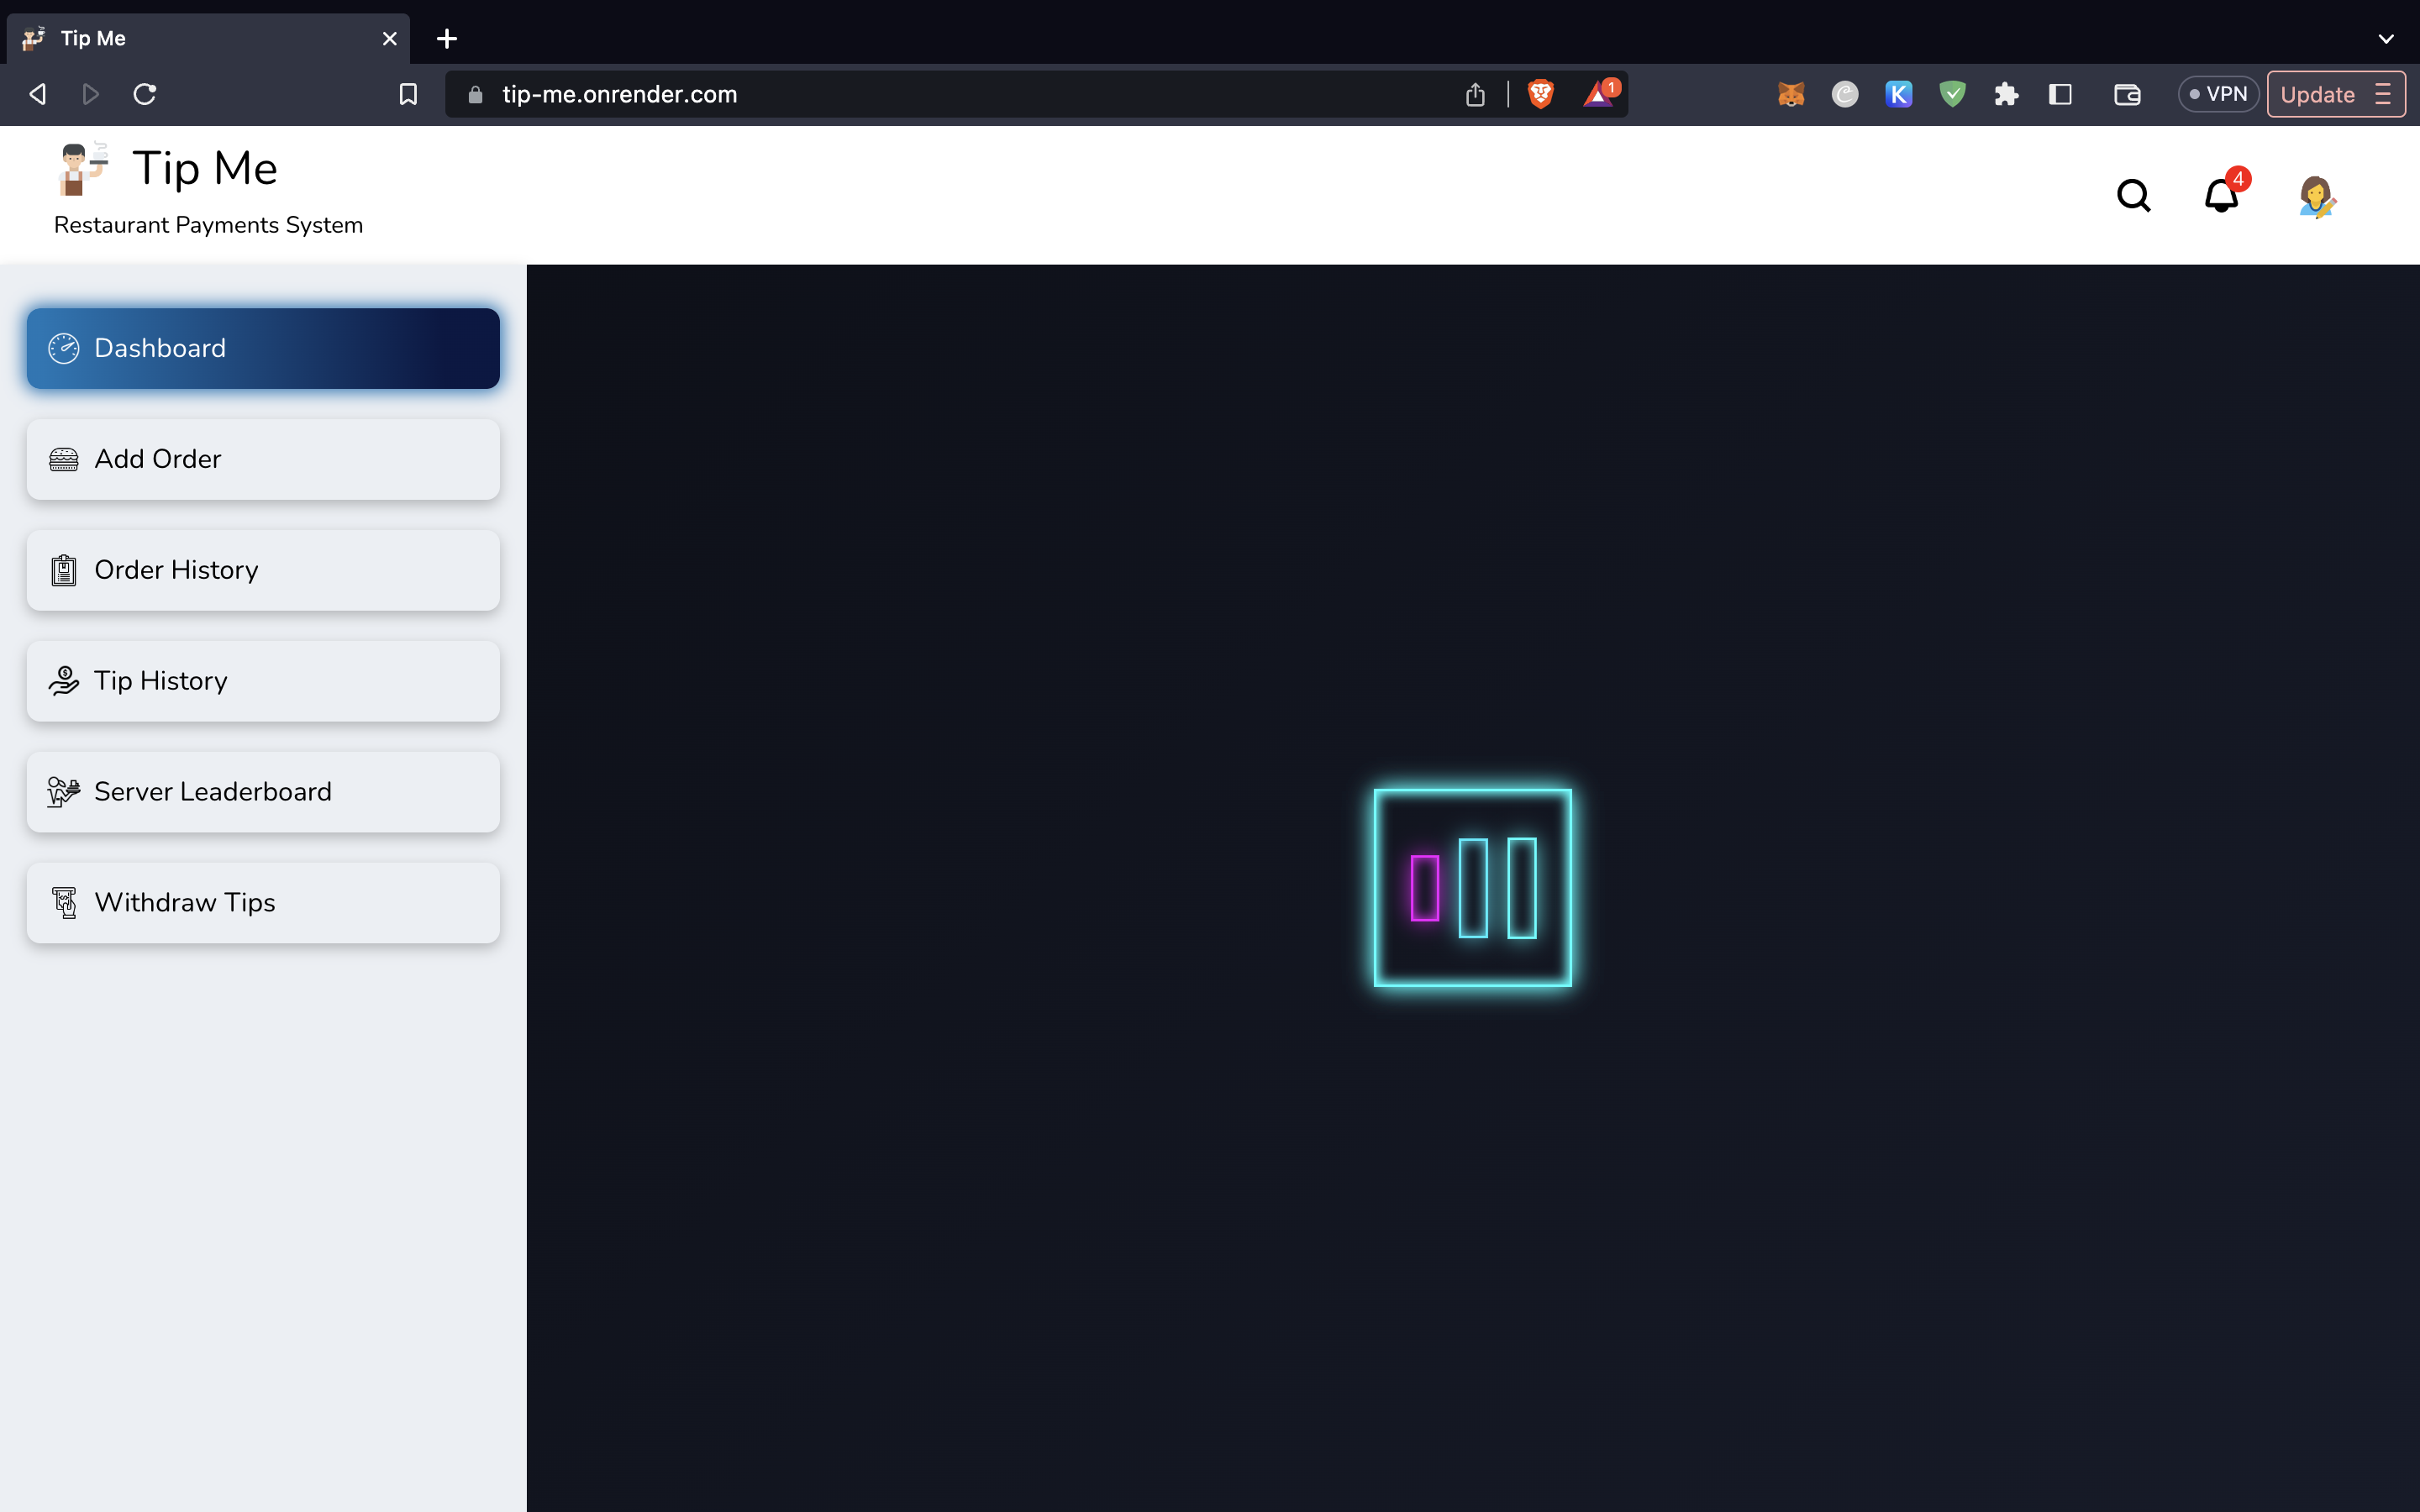 Tip Me
tip-me.onrender.com
1
VPN
Update
Tip Me
Restaurant Payments System
4
Dashboard
Add Order
Order History
Tip History
Server Leaderboard
Withdraw Tips